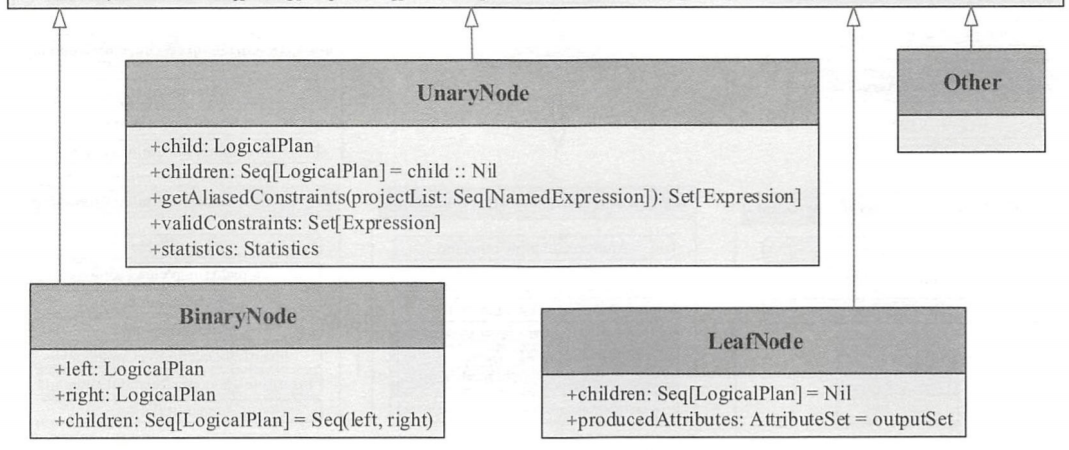 UnaryNode
+child: LogicalPlan
+children: Seq[LogicalPlan] = child :: Nil
+getAliasedConstraints(projectList: Seq[NamedExpression]): Set[Expression]
+validConstraints: Set[Expression]
+statistics: Statistics
Other
BinaryNode
+left: LogicalPlan
+right: LogicalPlan
+children: Seq[LogicalPlan] = Seq(left, right)
LeafNode
+children: Seq[LogicalPlan] = Nil
+producedAttributes: AttributeSet = outputSet